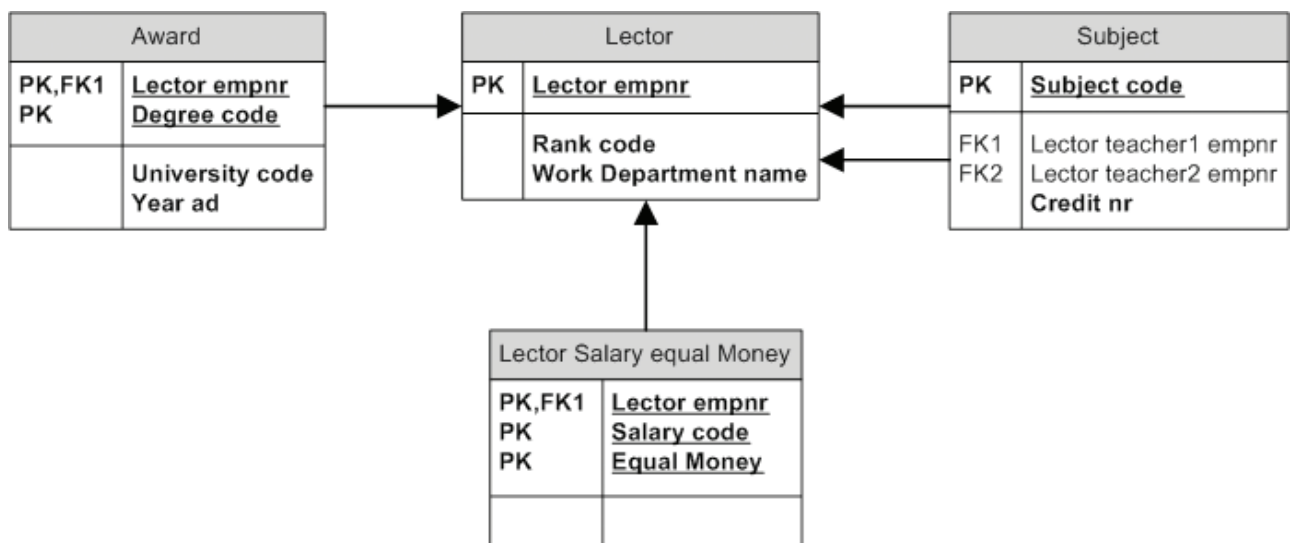 Award
PK,FK1 Lector empnr
PK Degree code
University code
Year ad
Lector
PK Lector empnr
Rank code
Work Department name
Subject
PK Subject code
FK1 Lector teacher1 empnr
FK2 Lector teacher2 empnr
Credit nr
Lector Salary equal Money
PK,FK1 Lector empnr
PK Salary code
PK Equal Money